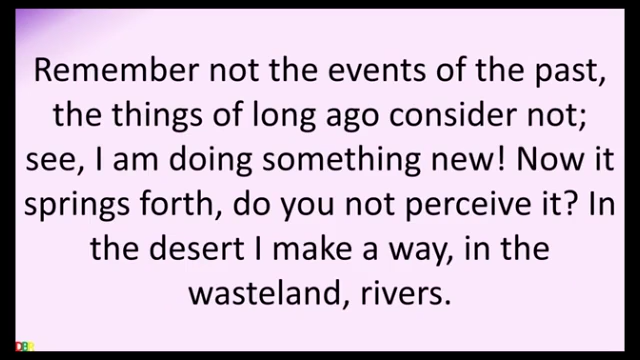 Remember not the events of the past,
the things of long ago consider not;
see, I am doing something new! Now it
springs forth, do you not perceive it? In
the desert I make a way, in the
wasteland, rivers.